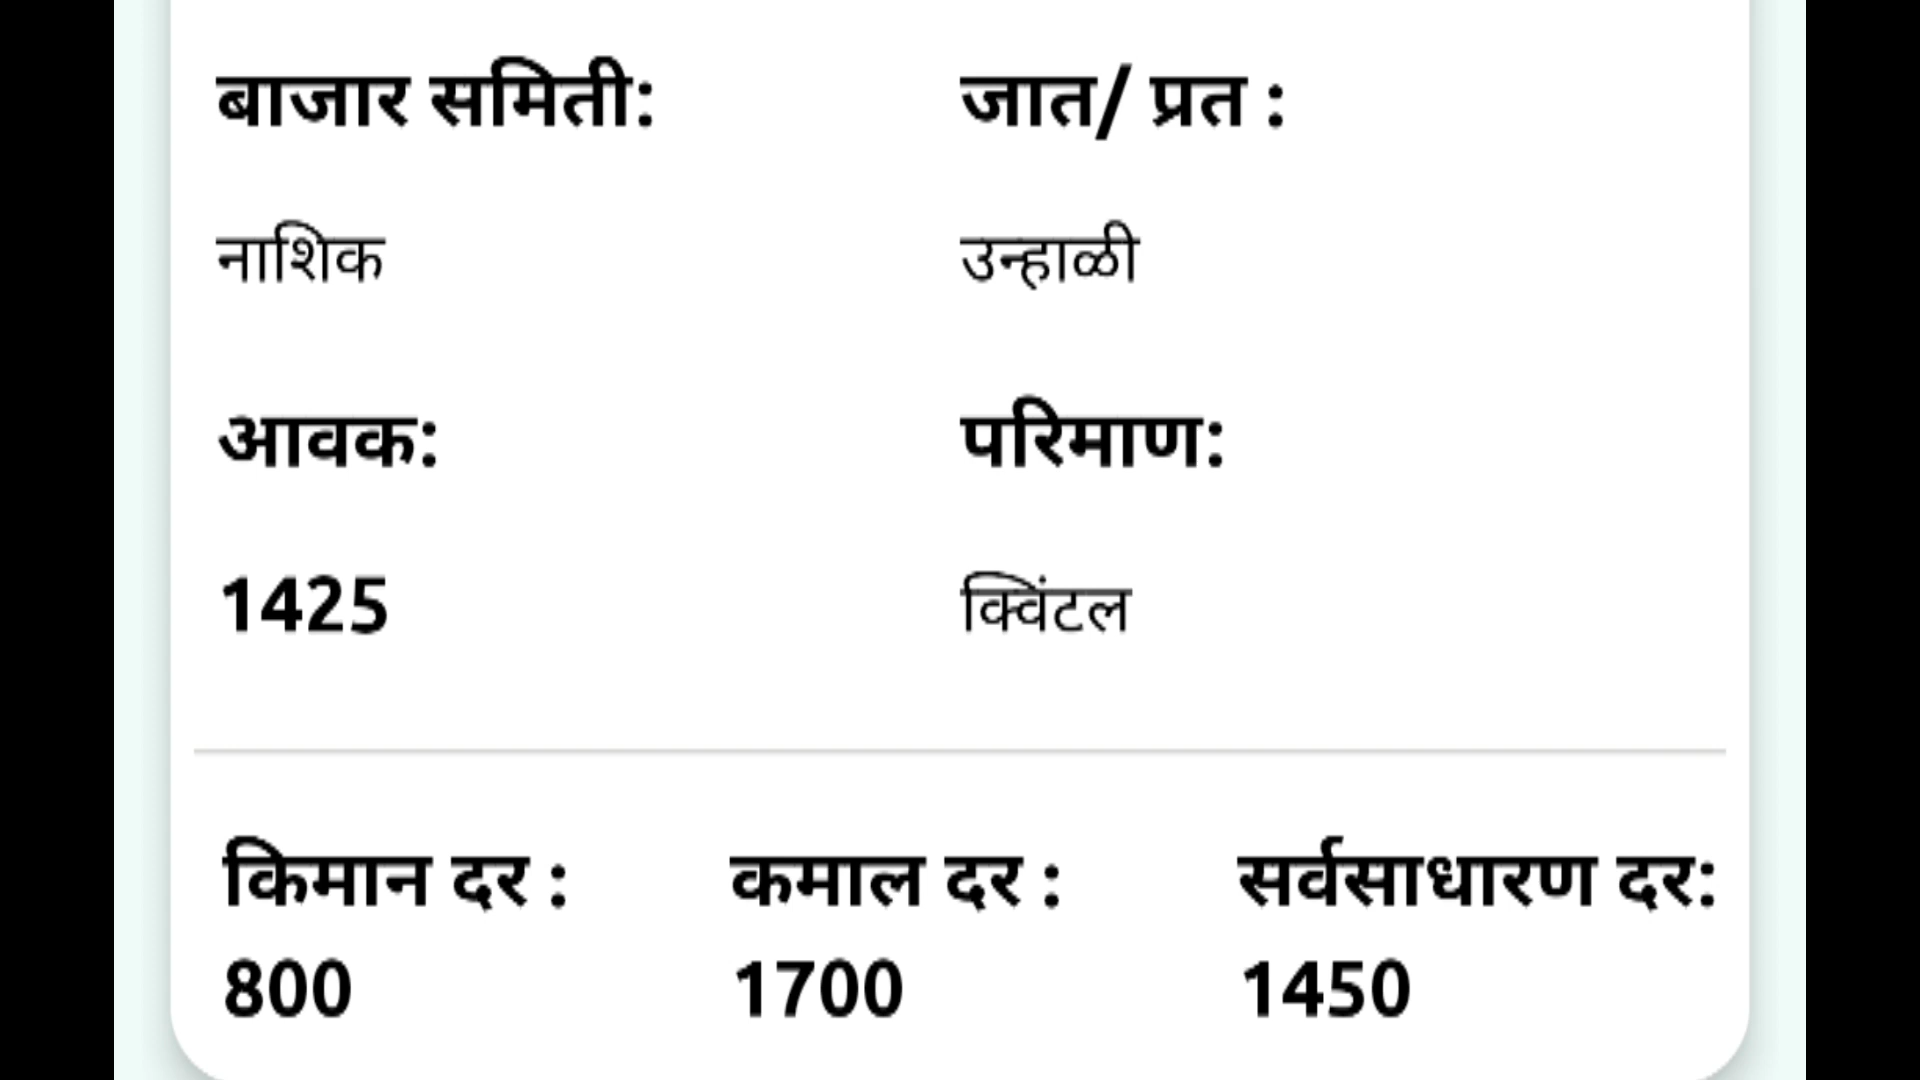 बाजार समिती: जात/ प्रत :
नाशिक उन्हाळी
आवक: परिमाण:
1425 क्विंटल
किमान दर : कमाल दर : सर्वसाधारण दर:
800 1700 1450